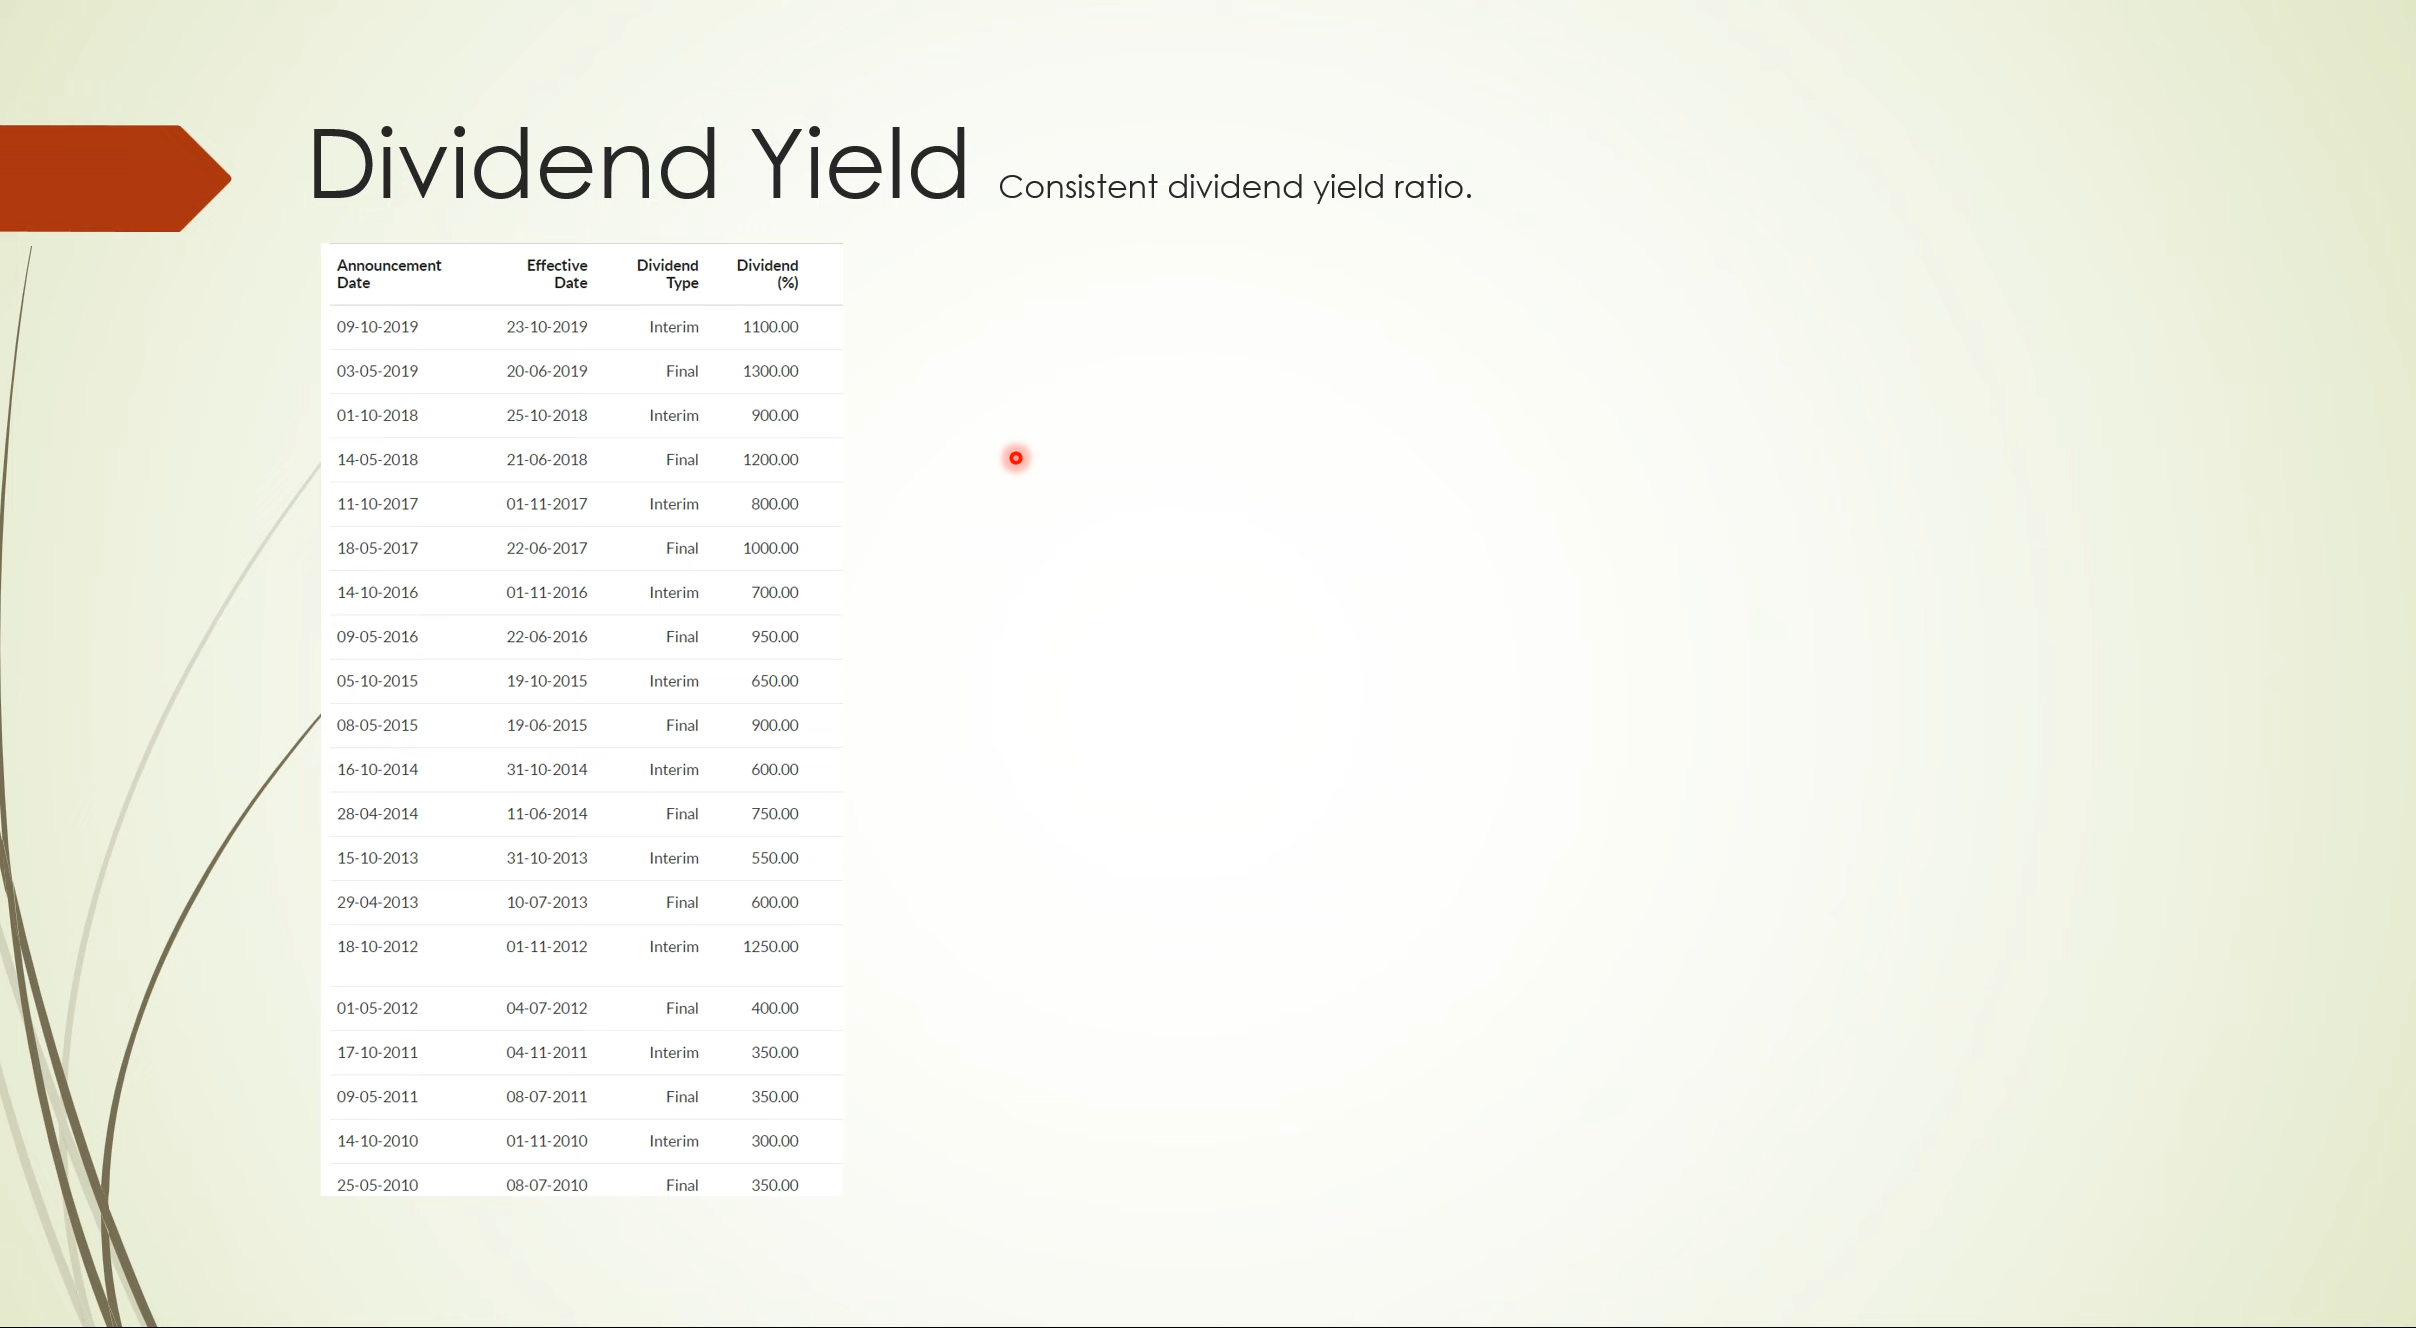 Dividend Yield Consistent dividend yield ratio.
Announcement Date Effective Date Dividend Type Dividend (%)
09-10-2019 23-10-2019 Interim 1100.00
03-05-2019 20-06-2019 Final 1300.00
01-10-2018 25-10-2018 Interim 900.00
14-05-2018 21-06-2018 Final 1200.00
11-10-2017 01-11-2017 Interim 800.00
18-05-2017 22-06-2017 Final 1000.00
14-10-2016 01-11-2016 Interim 700.00
09-05-2016 22-06-2016 Final 950.00
05-10-2015 19-10-2015 Interim 650.00
08-05-2015 19-06-2015 Final 900.00
16-10-2014 31-10-2014 Interim 600.00
28-04-2014 11-06-2014 Final 750.00
15-10-2013 31-10-2013 Interim 550.00
29-04-2013 10-07-2013 Final 600.00
18-10-2012 01-11-2012 Interim 1250.00
01-05-2012 04-07-2012 Final 400.00
17-10-2011 04-11-2011 Interim 350.00
09-05-2011 08-07-2011 Final 350.00
14-10-2010 01-11-2010 Interim 300.00
25-05-2010 08-07-2010 Final 350.00